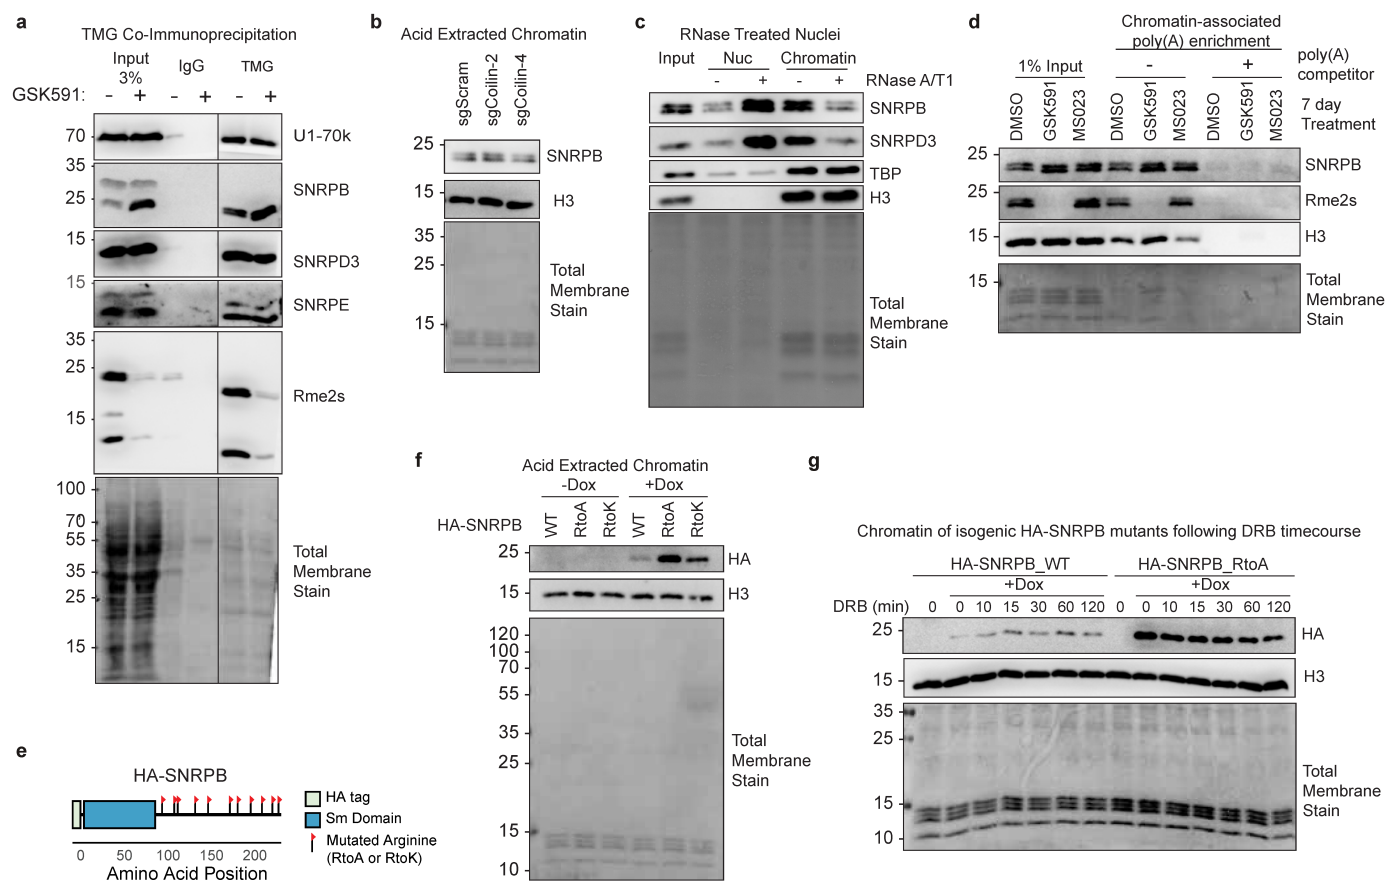 a
TMG Co-Immunoprecipitation
Input
3%
IgG
TMG
GSK591: - + - + - +
70
U1-70k
35
25
SNRPB
15
SNRPD3
15
SNRPE
35
25
15
Rme2s
100
70
55
35
25
15
Total
Membrane
Stain
b
Acid Extracted Chromatin
sgScram
sgCoilin-2
sgCoilin-4
25
SNRPB
15
H3
35
25
15
Total
Membrane
Stain
c
RNase Treated Nuclei
Input Nuc Chromatin
- + - + RNase A/T1
SNRPB
SNRPD3
TBP
H3
Total
Membrane
Stain
d
Chromatin-associated
poly(A) enrichment
1% Input - + poly(A)
competitor
DMSO
GSK591
MS023
DMSO
GSK591
MS023
DMSO
GSK591
MS023
7 day
Treatment
25
SNRPB
25
Rme2s
15
H3
15
Total
Membrane
Stain
e
HA-SNRPB
HA tag
Sm Domain
Mutated Arginine
(RtoA or RtoK)
0 50 100 150 200
Amino Acid Position
f
Acid Extracted Chromatin
-Dox +Dox
HA-SNRPB
WT
RtoA
RtoK
WT
RtoA
RtoK
25
HA
15
H3
120
100
70
55
35
25
15
10
Total
Membrane
Stain
g
Chromatin of isogenic HA-SNRPB mutants following DRB timecourse
HA-SNRPB_WT HA-SNRPB_RtoA
+Dox +Dox
DRB (min) 0 0 10 15 30 60 120 0 0 10 15 30 60 120
25
HA
15
H3
35
25
15
10
Total
Membrane
Stain